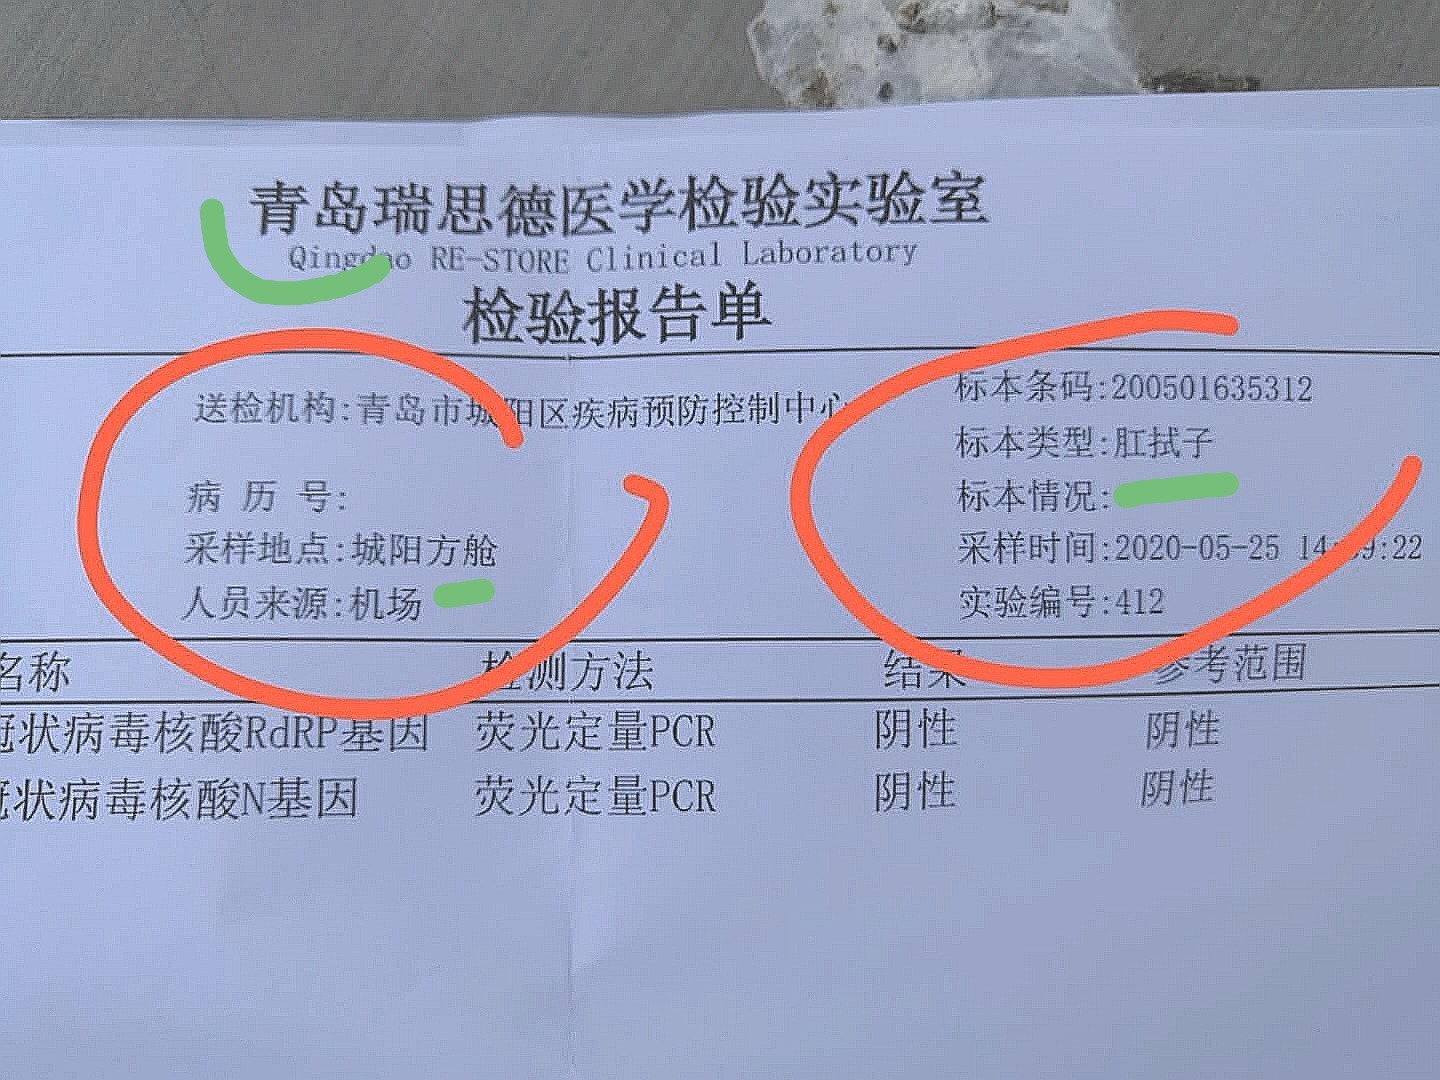 青岛瑞思德医学检验实验室
Qingdao RE-STORE Clinical Laboratory
检验报告单
送检机构:青岛市城阳区疾病预防控制中心 标本条码:200501635312
标本类型:肛拭子
病 历 号: 标本情况:
采样地点:城阳方舱 采样时间:2020-05-25 14: 9:22
人员来源:机场 实验编号:412
名称 检测方法 结果 参考范围
冠状病毒核酸RdRP基因 荧光定量PCR 阴性 阴性
冠状病毒核酸N基因 荧光定量PCR 阴性 阴性